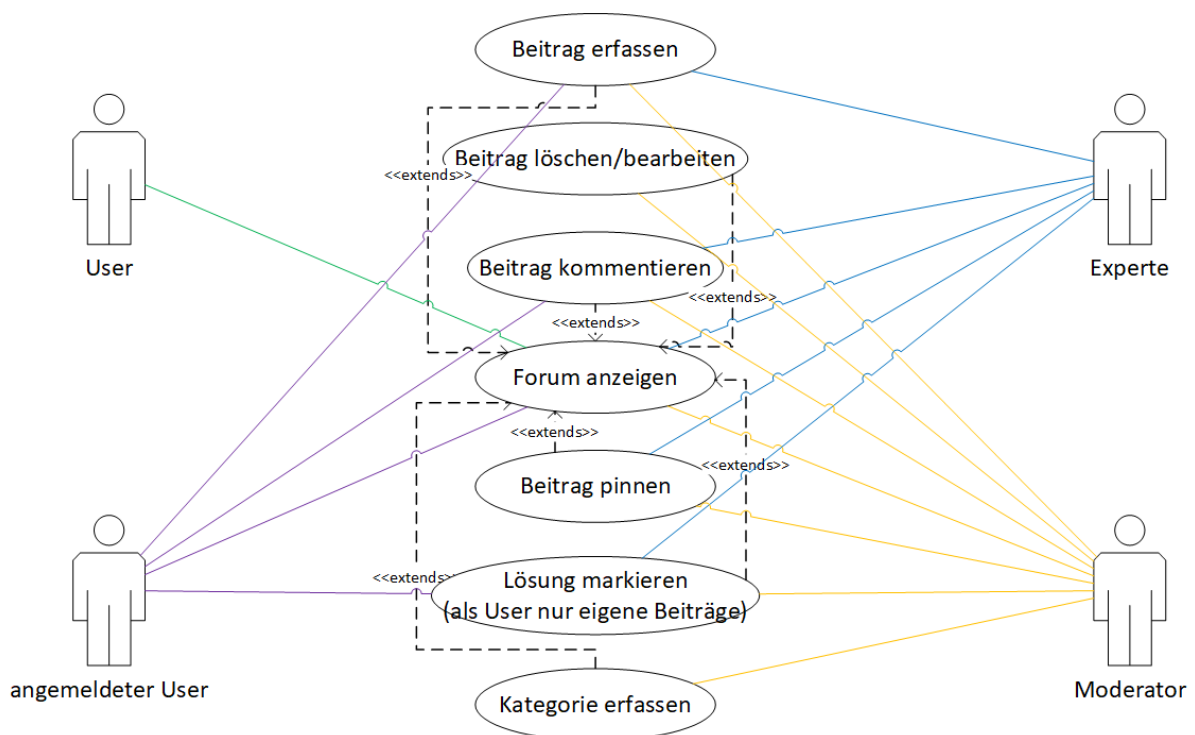 Beitrag erfassen
Beitrag löschen/bearbeiten
<<extends>>
User
Beitrag kommentieren
Experte
<<extends>>
<<extends>>
Forum anzeigen
<<extends>>
<<extends>>
Beitrag pinnen
<<extends>>
Lösung markieren
(als User nur eigene Beiträge)
angemeldeter User
Kategorie erfassen
Moderator